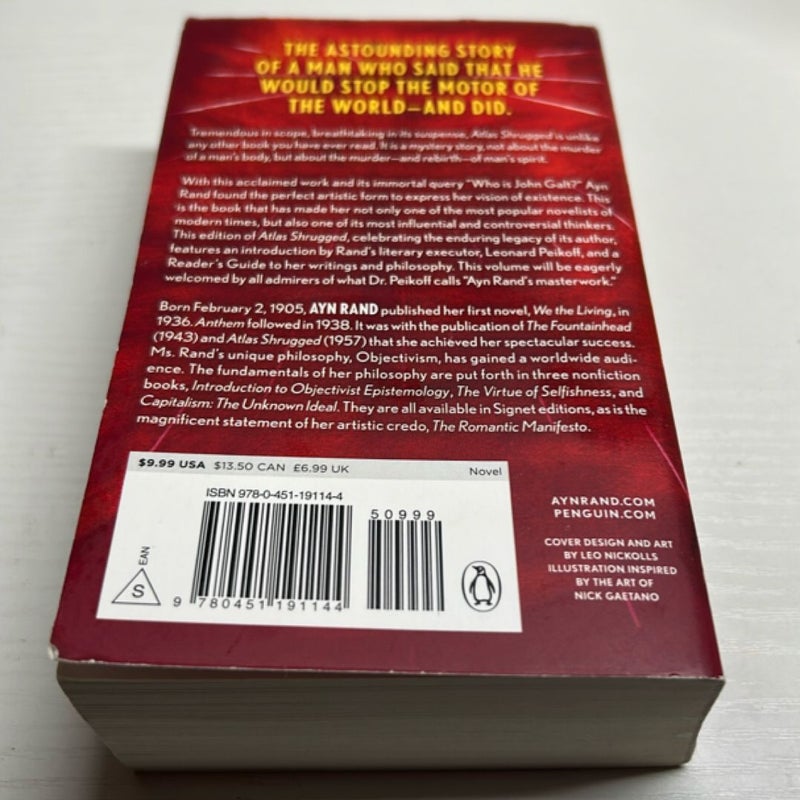 THE ASTOUNDING STORY
OF A MAN WHO SAID THAT HE
WOULD STOP THE MOTOR OF
THE WORLD—AND DID.
Tremendous in scope, breathtaking in its suspense, Atlas Shrugged is unlike
any other book you have ever read. It is a mystery story, not about the murder
of a man's body, but about the murder—and rebirth—of man's spirit.
With this acclaimed work and its immortal query "Who is John Galt?" Ayn
Rand found the perfect artistic form to express her vision of existence. This
is the book that has made her not only one of the most popular novelists of
modern times, but also one of its most influential and controversial thinkers.
This edition of Atlas Shrugged, celebrating the enduring legacy of its author,
features an introduction by Rand's literary executor, Leonard Peikoff, and a
Reader's Guide to her writings and philosophy. This volume will be eagerly
welcomed by all admirers of what Dr. Peikoff calls "Ayn Rand's masterwork."
Born February 2, 1905, AYN RAND published her first novel, We the Living, in
1936. Anthem followed in 1938. It was with the publication of The Fountainhead
(1943) and Atlas Shrugged (1957) that she achieved her spectacular success.
Ms. Rand's unique philosophy, Objectivism, has gained a worldwide audi-
ence. The fundamentals of her philosophy are put forth in three nonfiction
books, Introduction to Objectivist Epistemology, The Virtue of Selfishness, and
Capitalism: The Unknown Ideal. They are all available in Signet editions, as is the
magnificent statement of her artistic credo, The Romantic Manifesto.
$9.99 USA $13.50 CAN £6.99 UK Novel
ISBN 978-0-451-19114-4
50999
EAN
S
9 780451 191144
AYNRAND.COM
PENGUIN.COM
COVER DESIGN AND ART
BY LEO NICKOLLS
ILLUSTRATION INSPIRED
BY THE ART OF
NICK GAETANO